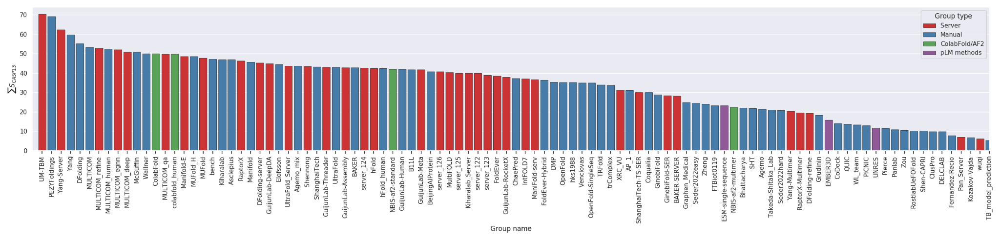 70
60
50
40
30
20
10
0
∑S_CASP13
Group type
Server
Manual
ColabFold/AF2
pLM methods
UM-TBM
PEZYFoldings
Yang-Server
Yang
DFolding
MULTICOM
MULTICOM_refine
MULTICOM_human
MULTICOM_egnn
MULTICOM_deep
McGuffin
Wallner
ColabFold
MULTICOM_qa
colabfold_human
Manifold-E
MUFold_H
MUFold
bench
Kiharalab
Asclepius
RaptorX
Manifold
DFolding-server
GuijunLab-DeepDA
Elofsson
UltraFold_Server
Agemo_mix
Shennong
ShanghaiTech
GuijunLab-Threader
UltraFold
GuijunLab-Assembly
BAKER
server_124
hFold
hFold_human
NBIS-af2-standard
GuijunLab-Human
B11L
GuijunLab-Meta
BeijingAIProtein
server_126
MultiFOLD
server_125
Kiharalab_Server
server_122
server_123
FoldEver
GuijunLab-RocketX
ChaePred
IntFOLD7
ManiFold-serv
FoldEver-Hybrid
DMP
OpenFold
hks1988
Venclovas
OpenFold-SingleSeq
TRFold
trComplex
XRC_VU
AP_1
ShanghaiTech-TS-SER
Coqualia
GinobiFold
GinobiFold-SER
BAKER-SERVER
Graphen_Medical
Seder2022easy
Zheng
FTBiot0119
ESM-single-sequence
NBIS-af2-multimer
Bhattacharya
SHT
Agemo
Takeda-Shitaka_Lab
Seder2022hard
Yang-Multimer
RaptorX-Multimer
DFolding-refine
Grudinin
EMBER3D
CoDock
QUIC
WL_team
PICNIC
UNRES
Pierce
Panlab
Zou
RostlabUeFOFold
Shen-CAPRI
ClusPro
DELCLAB
Fernandez-Recio
Pan_Server
Kozakov-Vajda
wuqi
TB_model_prediction
Group name